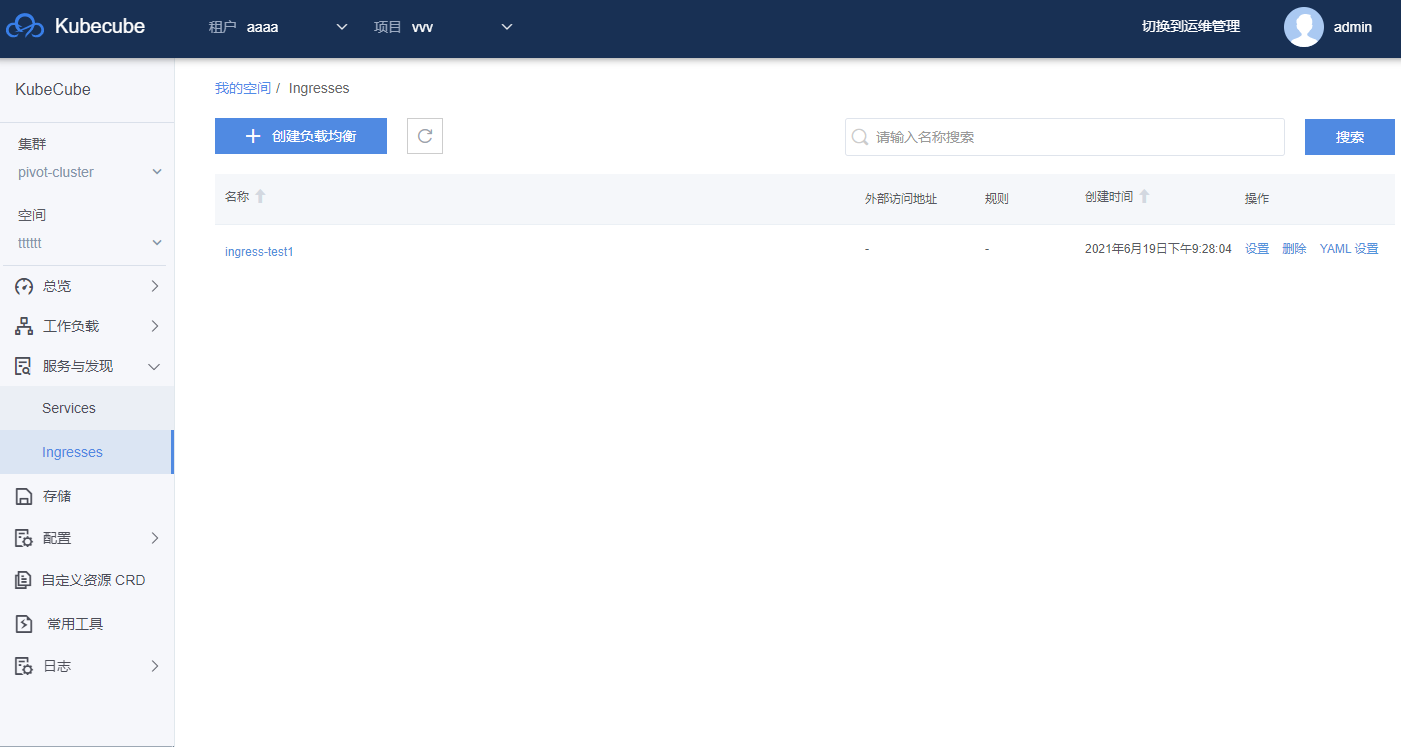 Kubecube 租户 aaaa 项目 vvv 切换到运维管理 admin
KubeCube
集群
pivot-cluster
空间
tttttt
总览
工作负载
服务与发现
Services
Ingresses
存储
配置
自定义资源 CRD
常用工具
日志
我的空间 / Ingresses
创建负载均衡 请输入名称搜索 搜索
名称 外部访问地址 规则 创建时间 操作
ingress-test1 - - 2021年6月19日下午9:28:04 设置 删除 YAML 设置